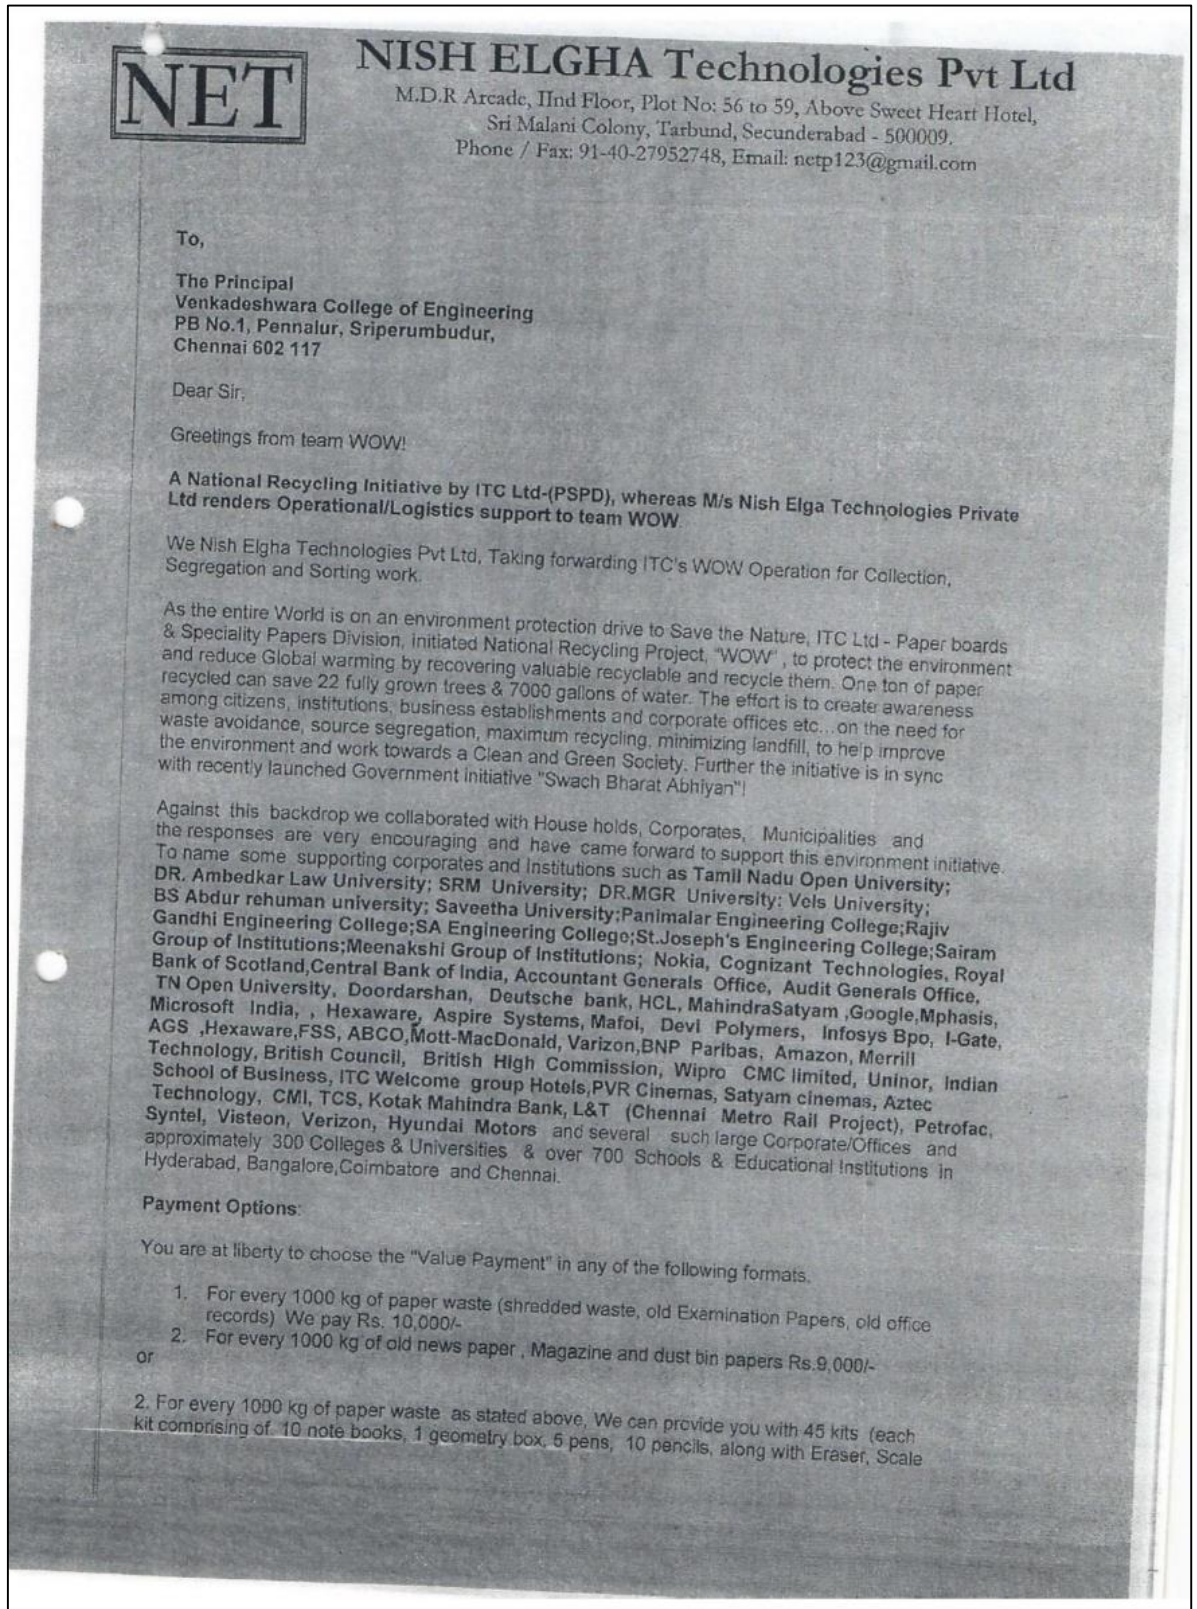 NET
NISH ELGHA Technologies Pvt Ltd
M.D.R Arcade, IInd Floor, Plot No: 56 to 59, Above Sweet Heart Hotel,
Sri Malani Colony, Tarbund, Secunderabad - 500009.
Phone / Fax: 91-40-27952748, Email: netp123@gmail.com
To,
The Principal
Venkadeshwara College of Engineering
PB No.1, Pennalur, Sriperumbudur,
Chennai 602 117
Dear Sir,
Greetings from team WOW!
A National Recycling Initiative by ITC Ltd-(PSPD), whereas M/s Nish Elga Technologies Private
Ltd renders Operational/Logistics support to team WOW.
We Nish Elgha Technologies Pvt Ltd, Taking forwarding ITC's WOW Operation for Collection,
Segregation and Sorting work.
As the entire World is on an environment protection drive to Save the Nature, ITC Ltd - Paper boards
& Speciality Papers Division, initiated National Recycling Project, "WOW" , to protect the environment
and reduce Global warming by recovering valuable recyclable and recycle them. One ton of paper
recycled can save 22 fully grown trees & 7000 gallons of water. The effort is to create awareness
among citizens, institutions, business establishments and corporate offices etc...on the need for
waste avoidance, source segregation, maximum recycling, minimizing landfill, to help improve
the environment and work towards a Clean and Green Society. Further the initiative is in sync
with recently launched Government initiative "Swach Bharat Abhiyan"!
Against this backdrop we collaborated with House holds, Corporates, Municipalities and
the responses are very encouraging and have came forward to support this environment initiative.
To name some supporting corporates and Institutions such as Tamil Nadu Open University;
DR. Ambedkar Law University; SRM University; DR.MGR University: Vels University;
BS Abdur rehuman university; Saveetha University;Panimalar Engineering College;Rajiv
Gandhi Engineering College;SA Engineering College;St.Joseph's Engineering College;Sairam
Group of Institutions;Meenakshi Group of Institutions; Nokia, Cognizant Technologies, Royal
Bank of Scotland,Central Bank of India, Accountant Generals Office, Audit Generals Office,
TN Open University, Doordarshan, Deutsche bank, HCL, MahindraSatyam ,Google,Mphasis,
Microsoft India, , Hexaware, Aspire Systems, Mafoi, Devi Polymers, Infosys Bpo, I-Gate,
AGS ,Hexaware,FSS, ABCO,Mott-MacDonald, Varizon,BNP Paribas, Amazon, Merrill
Technology, British Council, British High Commission, Wipro CMC limited, Uninor, Indian
School of Business, ITC Welcome group Hotels,PVR Cinemas, Satyam cinemas, Aztec
Technology, CMI, TCS, Kotak Mahindra Bank, L&T (Chennai Metro Rail Project), Petrofac,
Syntel, Visteon, Verizon, Hyundai Motors and several such large Corporate/Offices and
approximately 300 Colleges & Universities & over 700 Schools & Educational Institutions in
Hyderabad, Bangalore,Coimbatore and Chennai.
Payment Options:
You are at liberty to choose the "Value Payment" in any of the following formats.
1. For every 1000 kg of paper waste (shredded waste, old Examination Papers, old office
records) We pay Rs. 10,000/-
2. For every 1000 kg of old news paper , Magazine and dust bin papers Rs.9,000/-
or
2. For every 1000 kg of paper waste as stated above, We can provide you with 45 kits (each
kit comprising of 10 note books, 1 geometry box, 5 pens, 10 pencils, along with Eraser, Scale